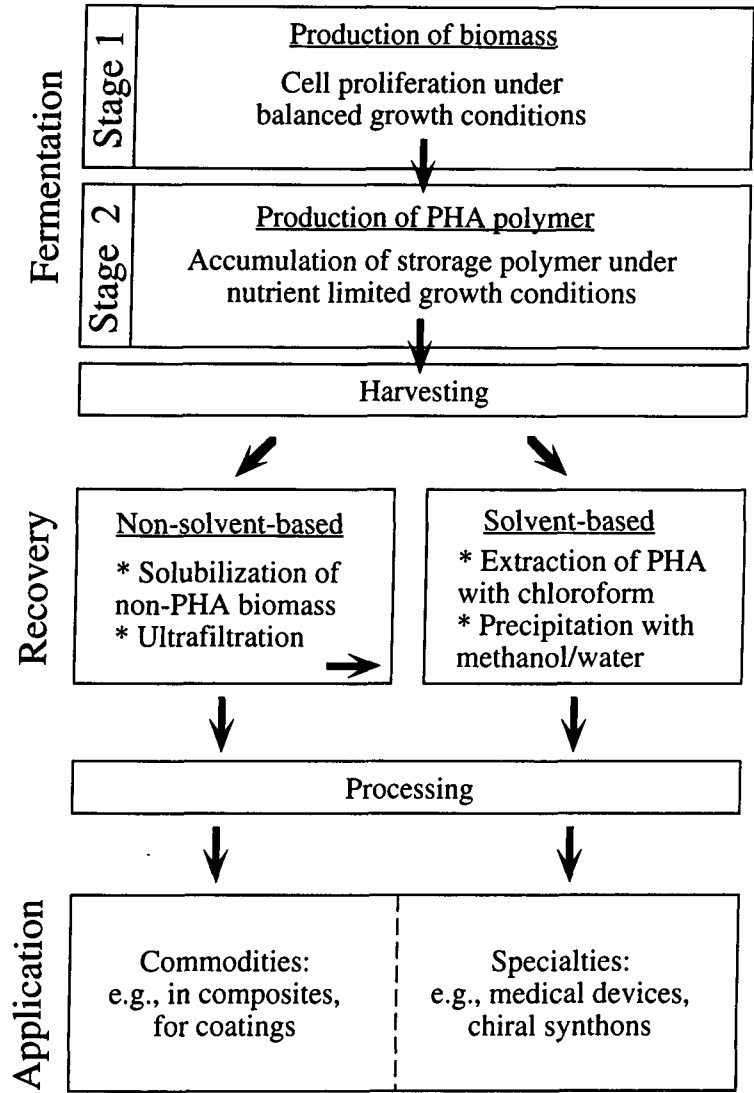 Fermentation
Stage 1
Production of biomass
Cell proliferation under
balanced growth conditions
Stage 2
Production of PHA polymer
Accumulation of strorage polymer under
nutrient limited growth conditions
Harvesting
Recovery
Non-solvent-based
* Solubilization of
non-PHA biomass
* Ultrafiltration
Solvent-based
* Extraction of PHA
with chloroform
* Precipitation with
methanol/water
Processing
Application
Commodities:
e.g., in composites,
for coatings
Specialties:
e.g., medical devices,
chiral synthons